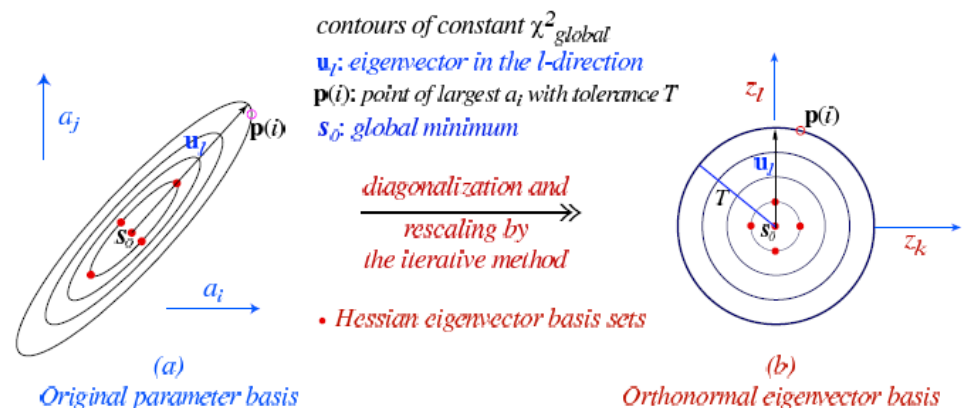 contours of constant χ²global
u_l: eigenvector in the l-direction
p(i): point of largest a_i with tolerance T
s_0: global minimum
a_j
u_l
p(i)
s_0
a_i
diagonalization and
rescaling by
the iterative method
• Hessian eigenvector basis sets
z_l
p(i)
u_l
T
s_0
z_k
(a)
Original parameter basis
(b)
Orthonormal eigenvector basis